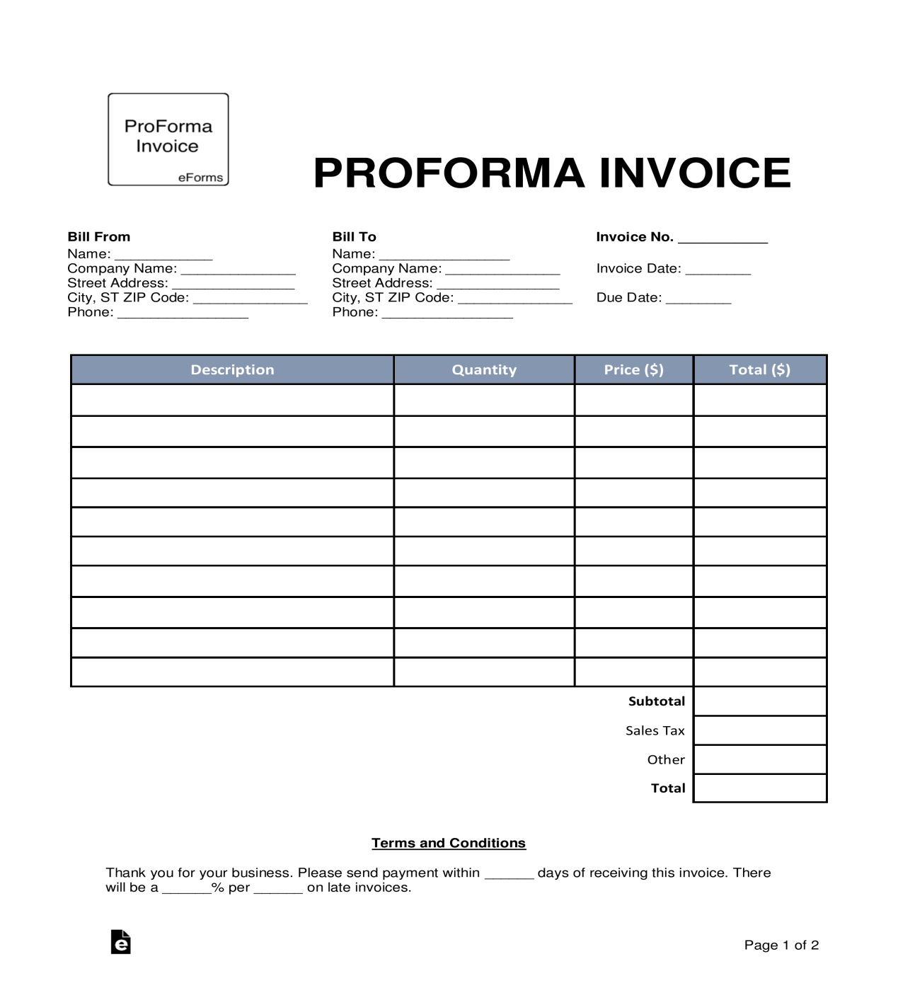 ProForma
Invoice
eForms
PROFORMA INVOICE
Bill From
Name: ____________
Company Name: ______________
Street Address: _______________
City, ST ZIP Code: ______________
Phone: ________________
Bill To
Name: ________________
Company Name: ______________
Street Address: _______________
City, ST ZIP Code: ______________
Phone: ________________
Invoice No. ___________
Invoice Date: ________
Due Date: ________
Description Quantity Price ($) Total ($)
Subtotal
Sales Tax
Other
Total
Terms and Conditions
Thank you for your business. Please send payment within ______ days of receiving this invoice. There
will be a ______% per ______ on late invoices.
e
Page 1 of 2